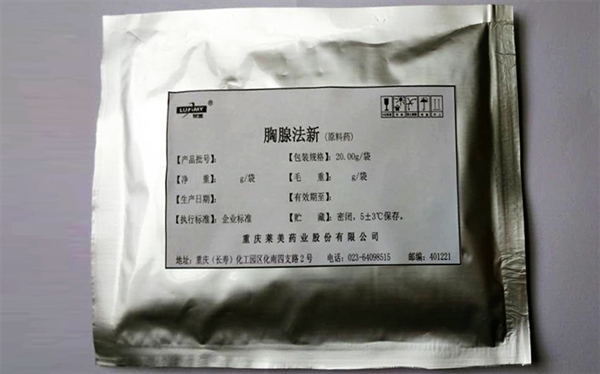 LUMMY
莱美
胸腺法新(原料药)
【产品批号】: 【包装规格】: 20.00g/袋
【净 重】: g/袋 【毛 重】: g/袋
【生产日期】: 【有效期至】:
【执行标准】: 企业标准 【贮 藏】: 密闭, 5±3℃保存。
重庆莱美药业股份有限公司
地址: 重庆(长寿)化工园区化南四支路2号 电话: 023-64098515 邮编: 401221